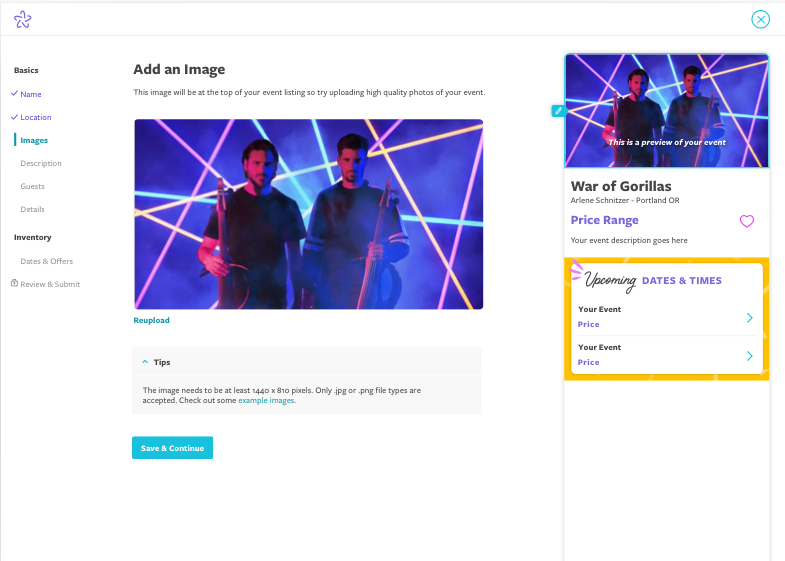 Basics
Name
Location
Images
Description
Guests
Details
Inventory
Dates & Offers
Review & Submit
Add an Image
This image will be at the top of your event listing so try uploading high quality photos of your event.
Reupload
Tips
The image needs to be at least 1440 x 810 pixels. Only .jpg or .png file types are
accepted. Check out some example images.
Save & Continue
This is a preview of your event
War of Gorillas
Arlene Schnitzer - Portland OR
Price Range
Your event description goes here
Upcoming DATES & TIMES
Your Event
Price
Your Event
Price